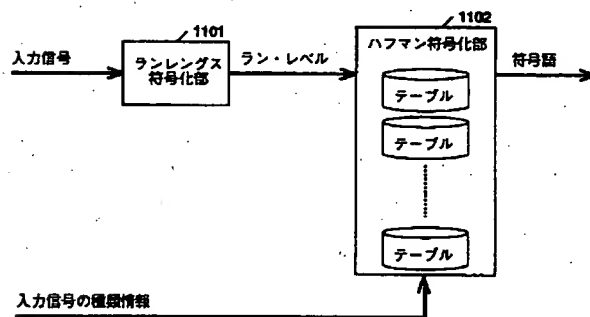 1101
1102
入力信号
ランレングス
符号化部
ラン・レベル
ハフマン符号化部
符号語
テーブル
テーブル
テーブル
入力信号の種類情報